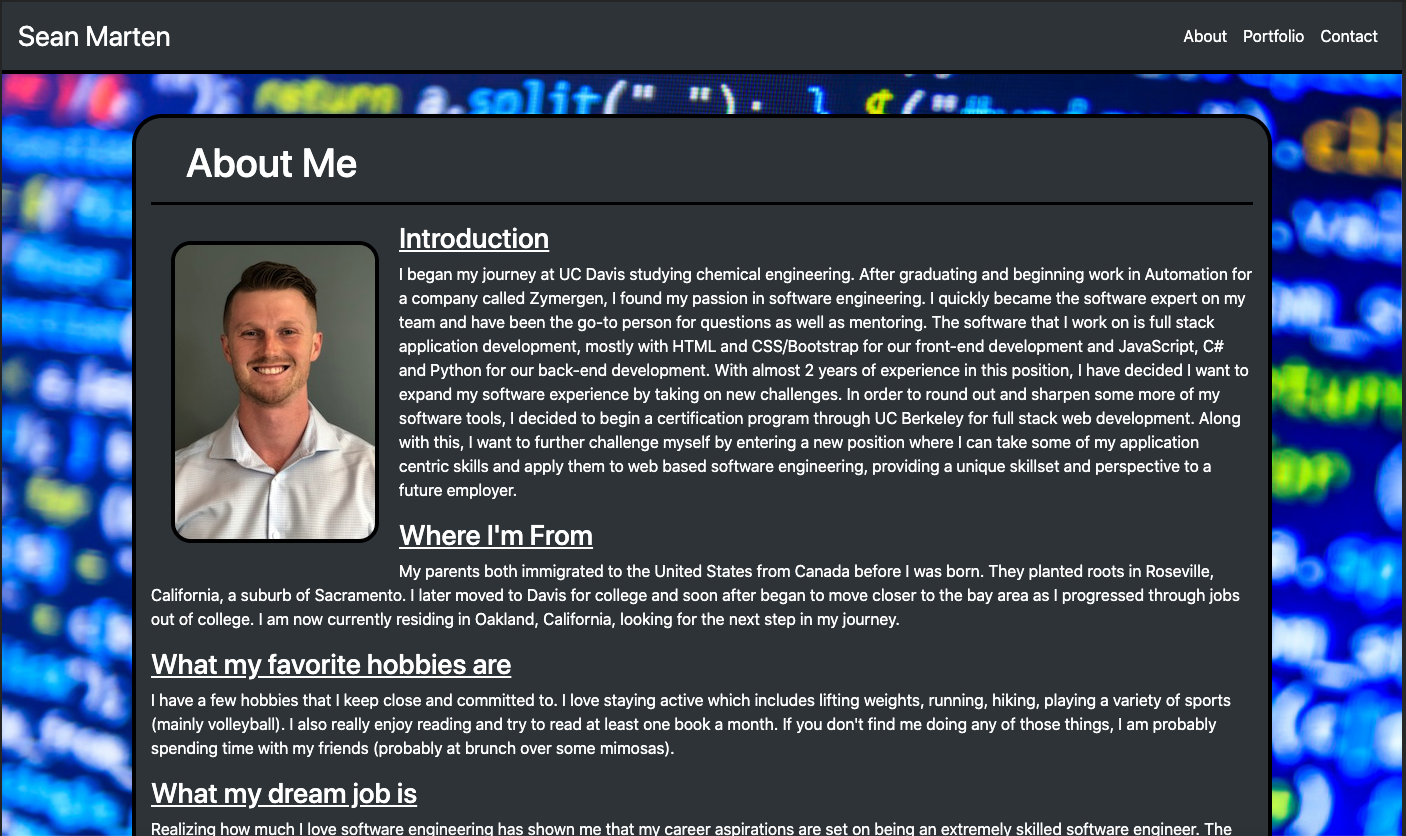 Sean Marten
About Portfolio Contact
return a.split(" ").
About Me
Introduction
I began my journey at UC Davis studying chemical engineering. After graduating and beginning work in Automation for
a company called Zymergen, I found my passion in software engineering. I quickly became the software expert on my
team and have been the go-to person for questions as well as mentoring. The software that I work on is full stack
application development, mostly with HTML and CSS/Bootstrap for our front-end development and JavaScript, C#
and Python for our back-end development. With almost 2 years of experience in this position, I have decided I want to
expand my software experience by taking on new challenges. In order to round out and sharpen some more of my
software tools, I decided to begin a certification program through UC Berkeley for full stack web development. Along
with this, I want to further challenge myself by entering a new position where I can take some of my application
centric skills and apply them to web based software engineering, providing a unique skillset and perspective to a
future employer.
Where I'm From
My parents both immigrated to the United States from Canada before I was born. They planted roots in Roseville,
California, a suburb of Sacramento. I later moved to Davis for college and soon after began to move closer to the bay area as I progressed through jobs
out of college. I am now currently residing in Oakland, California, looking for the next step in my journey.
What my favorite hobbies are
I have a few hobbies that I keep close and committed to. I love staying active which includes lifting weights, running, hiking, playing a variety of sports
(mainly volleyball). I also really enjoy reading and try to read at least one book a month. If you don't find me doing any of those things, I am probably
spending time with my friends (probably at brunch over some mimosas).
What my dream job is
Realizing how much I love software engineering has shown me that my career aspirations are set on being an extremely skilled software engineer. The